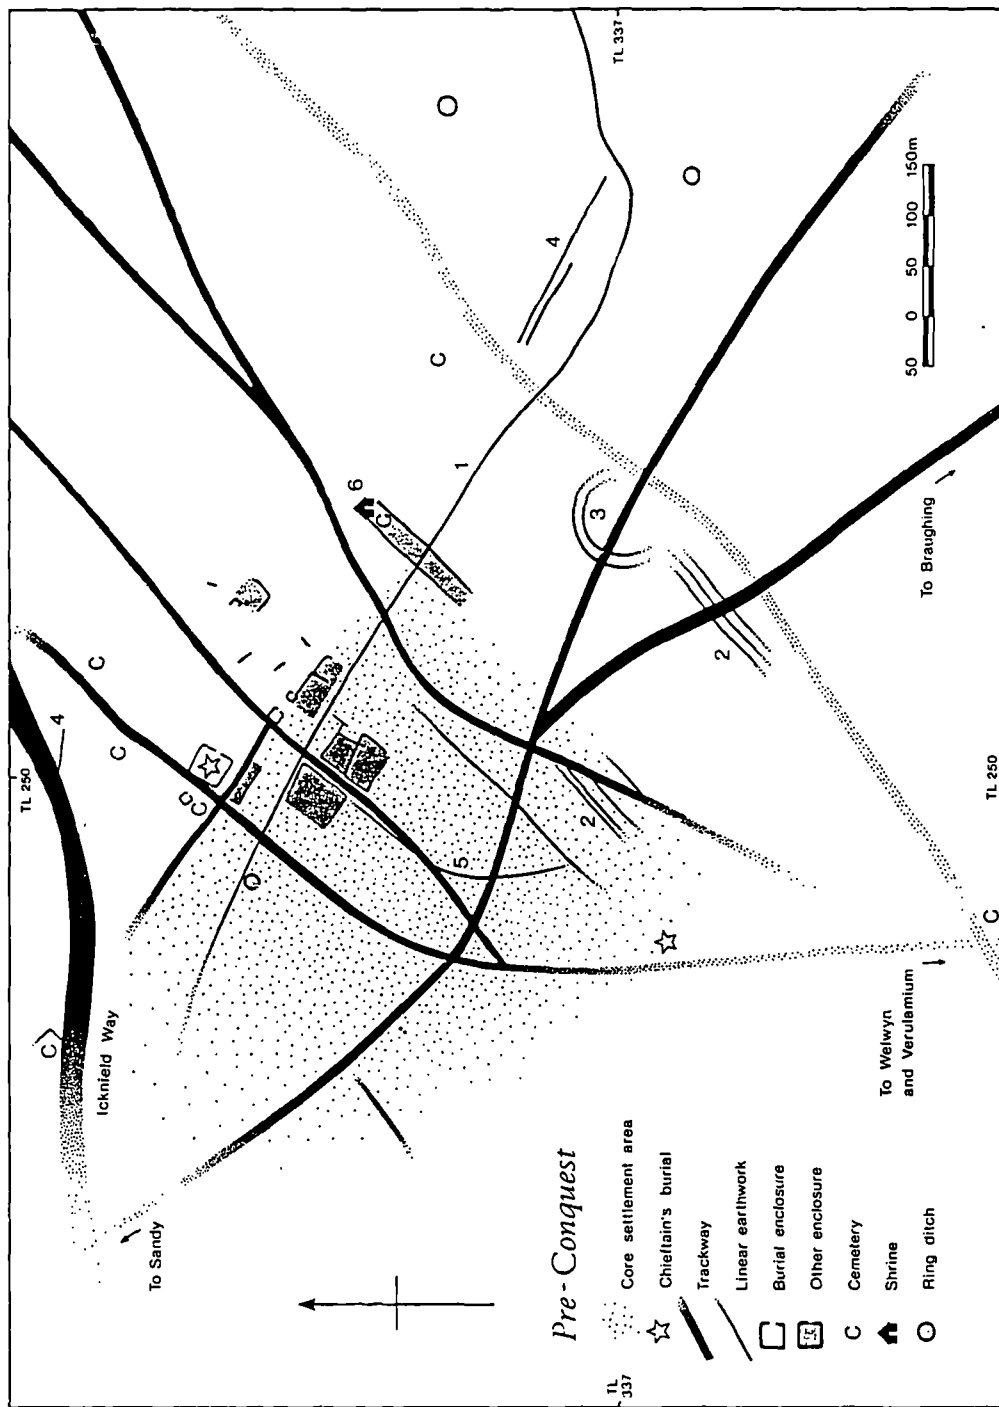 TL 250
TL 337
Icknield Way
To Sandy
4
C
C
C
C
C
C
C
C
C
6
1
4
5
3
2
2
C
TL 250
To Welwyn
and Verulamium
To Braughing
50 0 50 100 150m
Pre-Conquest
Core settlement area
Chieftain's burial
Trackway
Linear earthwork
Burial enclosure
Other enclosure
C Cemetery
Shrine
Ring ditch
TL
337